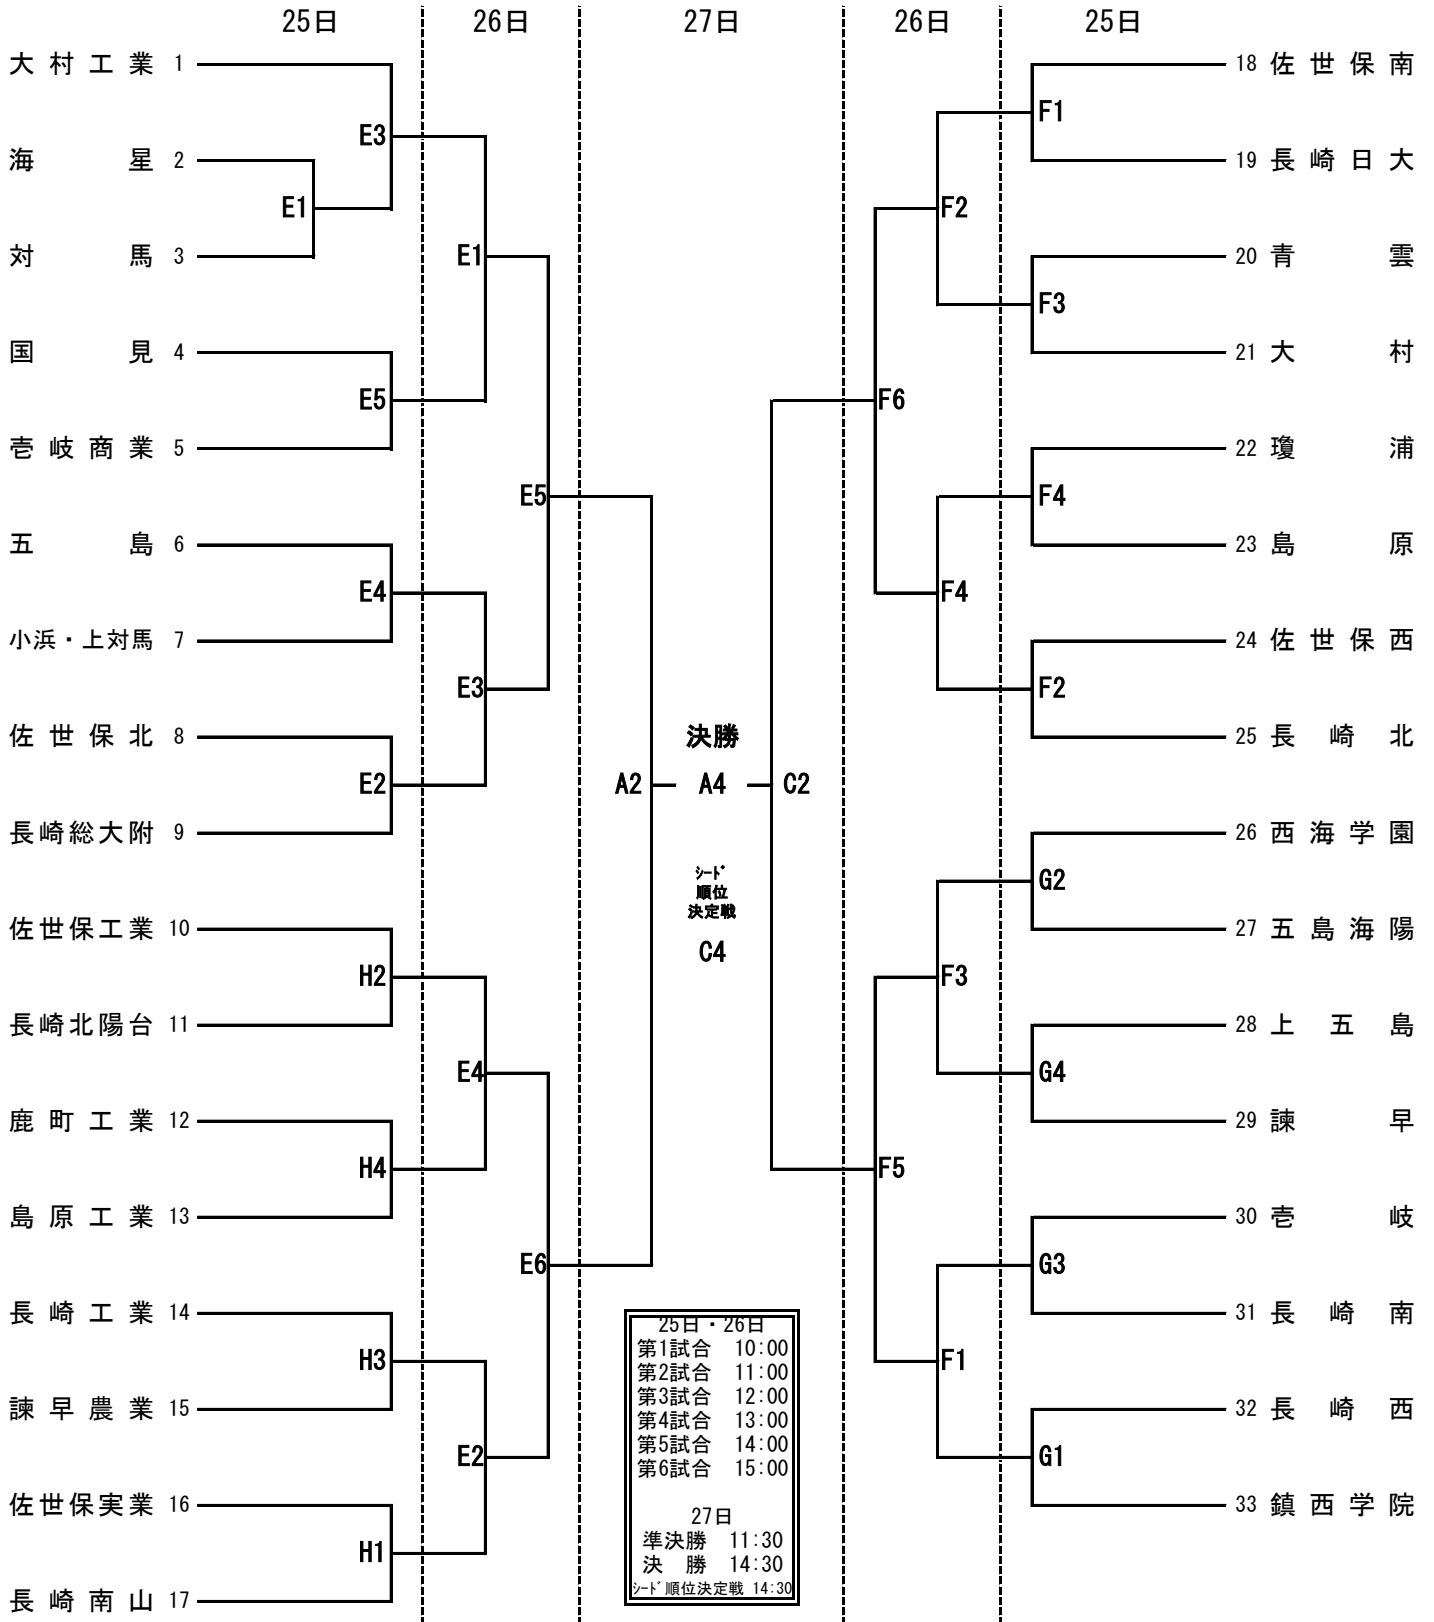 25日 26日 27日 26日 25日
大村工業 1
海星 2
対馬 3
国見 4
壱岐商業 5
五島 6
小浜・上対馬 7
佐世保北 8
長崎総大附 9
佐世保工業 10
長崎北陽台 11
鹿町工業 12
島原工業 13
長崎工業 14
諫早農業 15
佐世保実業 16
長崎南山 17
E3
E1
E5
E4
E2
H2
H4
H3
H1
E1
E3
E4
E2
E5
E6
A2
決勝
A4
シード
順位
決定戦
C4
C2
25日・26日
第1試合 10:00
第2試合 11:00
第3試合 12:00
第4試合 13:00
第5試合 14:00
第6試合 15:00
27日
準決勝 11:30
決勝 14:30
シード順位決定戦 14:30
F6
F5
F2
F4
F3
F1
F1
F3
F4
F2
G2
G4
G3
G1
18 佐世保南
19 長崎日大
20 青雲
21 大村
22 瓊浦
23 島原
24 佐世保西
25 長崎北
26 西海学園
27 五島海陽
28 上五島
29 諫早
30 壱岐
31 長崎南
32 長崎西
33 鎮西学院